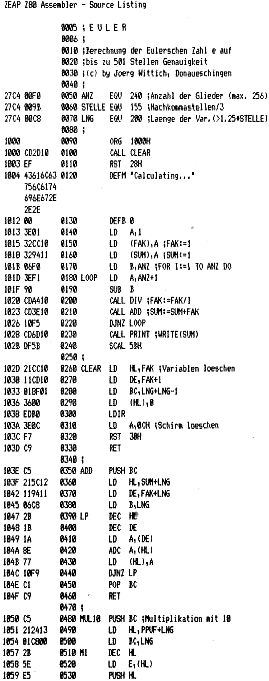 ZEAP Z80 Assembler - Source Listing
0005 ; E U L E R
0006 ;
0010 ;Berechnung der Eulerschen Zahl e auf
0020 ;bis zu 501 Stellen Genauigkeit
0030 ;(c) by Joerg Wittich, Donaueschingen
0040 ;
27C4 00F0 0050 ANZ EQU 240 ;Anzahl der Glieder (max. 256)
27C4 009B 0060 STELLE EQU 155 ;Nachkommastellen/3
27C4 00C8 0070 LNG EQU 200 ;Laenge der Var.(>1.25*STELLE)
0080 ;
1000 0090 ORG 1000H
1000 CD2D10 0100 CALL CLEAR
1003 EF 0110 RST 28H
1004 43616C63 0120 DEFM "Calculating..."
756C6174
696E672E
2E2E
1012 00 0130 DEFB 0
1013 3E01 0140 LD A,1
1015 32CC10 0150 LD (FAK),A ;FAK:=1
1018 329411 0160 LD (SUM),A ;SUM:=1
101B 06F0 0170 LD B,ANZ ;FOR I:=1 TO ANZ DO
101D 3EF1 0180 LOOP LD A,ANZ+1
101F 90 0190 SUB B
1020 CDA410 0200 CALL DIV ;FAK:=FAK/I
1023 CD3E10 0210 CALL ADD ;SUM:=SUM+FAK
1026 10F5 0220 DJNZ LOOP
1028 CD6D10 0230 CALL PRINT ;WRITE(SUM)
102B DF5B 0240 SCAL 5BH
0250 ;
102D 21CC10 0260 CLEAR LD HL,FAK ;Variablen loeschen
1030 11CD10 0270 LD DE,FAK+1
1033 018F01 0280 LD BC,LNG+LNG-1
1036 3600 0290 LD (HL),0
1038 EDB0 0300 LDIR
103A 3E0C 0310 LD A,0CH ;Schirm loeschen
103C F7 0320 RST 30H
103D C9 0330 RET
0340 ;
103E C5 0350 ADD PUSH BC
103F 215C12 0360 LD HL,SUM+LNG
1042 119411 0370 LD DE,FAK+LNG
1045 06C8 0380 LD B,LNG
1047 2B 0390 LP DEC HL
1048 1B 0400 DEC DE
1049 1A 0410 LD A,(DE)
104A 8E 0420 ADC A,(HL)
104B 77 0430 LD (HL),A
104C 10F9 0440 DJNZ LP
104E C1 0450 POP BC
104F C9 0460 RET
0470 ;
1050 C5 0480 MUL10 PUSH BC ;Multiplikation mit 10
1051 212413 0490 LD HL,PPUF+LNG
1054 01C800 0500 LD BC,LNG
1057 2B 0510 M1 DEC HL
1058 5E 0520 LD E,(HL)
1059 E5 0530 PUSH HL